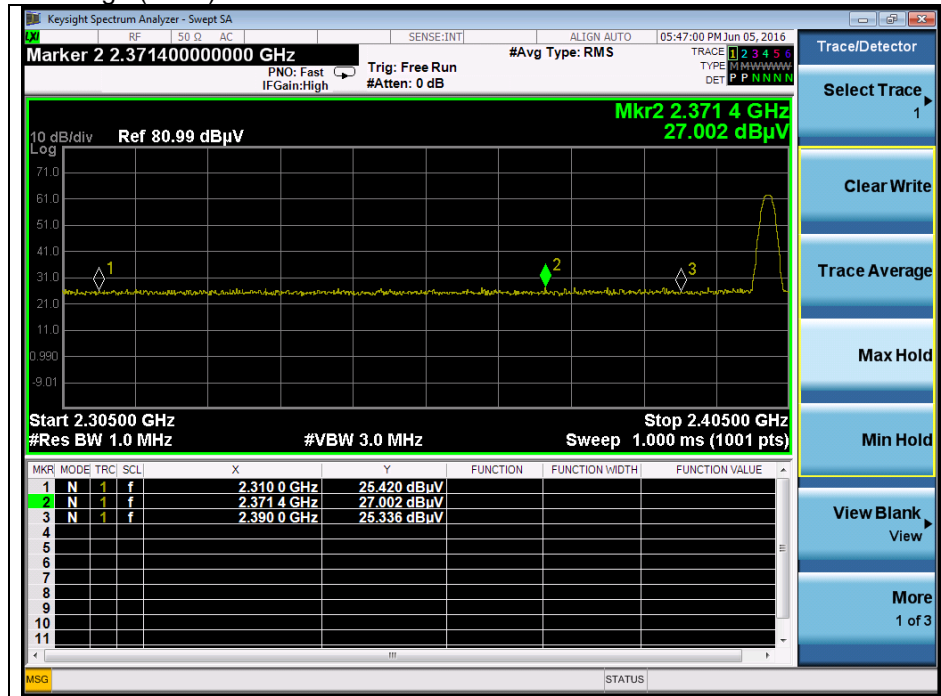 Keysight Spectrum Analyzer - Swept SA
LXI RF 50 Ω AC SENSE:INT ALIGN AUTO 05:47:00 PM Jun 05, 2016
Marker 2 2.371400000000 GHz #Avg Type: RMS TRACE 1 2 3 4 5 6
PNO: Fast Trig: Free Run TYPE M MWWWWW
IFGain:High #Atten: 0 dB DET P P N N N N
Mkr2 2.371 4 GHz
27.002 dBµV
10 dB/div Ref 80.99 dBµV
Log
71.0
61.0
51.0
41.0
31.0
21.0
11.0
0.990
-9.01
1
2
3
Start 2.30500 GHz Stop 2.40500 GHz
#Res BW 1.0 MHz #VBW 3.0 MHz Sweep 1.000 ms (1001 pts)
MKR MODE TRC SCL X Y FUNCTION FUNCTION WIDTH FUNCTION VALUE
1 N 1 f 2.310 0 GHz 25.420 dBµV
2 N 1 f 2.371 4 GHz 27.002 dBµV
3 N 1 f 2.390 0 GHz 25.336 dBµV
4
5
6
7
8
9
10
11
MSG STATUS
Trace/Detector
Select Trace
1
Clear Write
Trace Average
Max Hold
Min Hold
View Blank
View
More
1 of 3